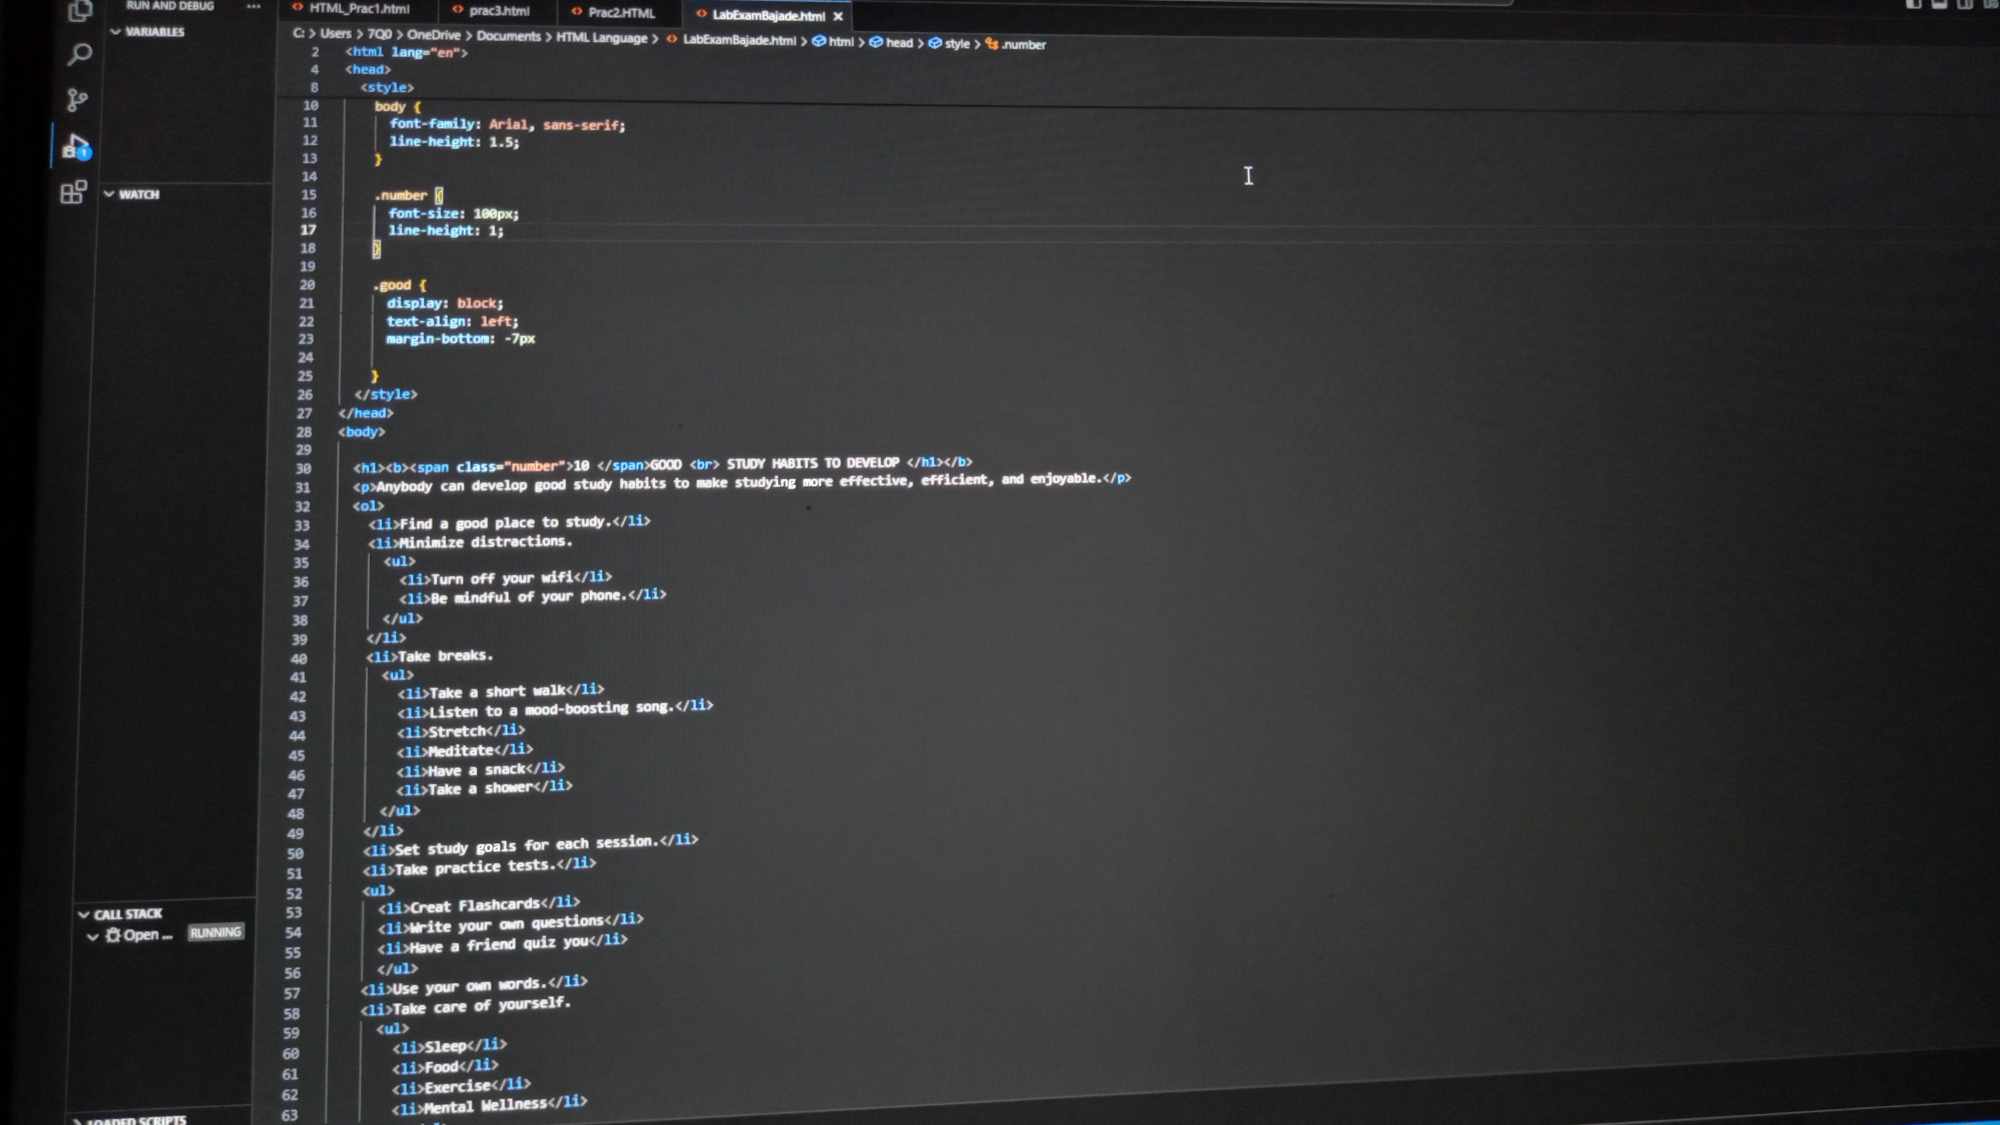 RUN AND DEBUG ...
HTML_Prac1.html
prac3.html
Prac2.HTML
LabExamBajade.html
VARIABLES
C: > Users > 7Q0 > OneDrive > Documents > HTML Language > LabExamBajade.html > html > head > style > .number
2 <html lang="en">
4 <head>
8 <style>
10 body {
11 font-family: Arial, sans-serif;
12 line-height: 1.5;
13 }
14
WATCH
15 .number {
16 font-size: 100px;
17 line-height: 1;
18 }
19
20 .good {
21 display: block;
22 text-align: left;
23 margin-bottom: -7px
24
25 }
26 </style>
27 </head>
28 <body>
29
30 <h1><b><span class="number">10 </span>GOOD <br> STUDY HABITS TO DEVELOP </h1></b>
31 <p>Anybody can develop good study habits to make studying more effective, efficient, and enjoyable.</p>
32 <ol>
33 <li>Find a good place to study.</li>
34 <li>Minimize distractions.
35 <ul>
36 <li>Turn off your wifi</li>
37 <li>Be mindful of your phone.</li>
38 </ul>
39 </li>
40 <li>Take breaks.
41 <ul>
42 <li>Take a short walk</li>
43 <li>Listen to a mood-boosting song.</li>
44 <li>Stretch</li>
45 <li>Meditate</li>
46 <li>Have a snack</li>
47 <li>Take a shower</li>
48 </ul>
49 </li>
50 <li>Set study goals for each session.</li>
51 <li>Take practice tests.</li>
52 <ul>
53 <li>Creat Flashcards</li>
54 <li>Write your own questions</li>
55 <li>Have a friend quiz you</li>
56 </ul>
57 <li>Use your own words.</li>
58 <li>Take care of yourself.
59 <ul>
60 <li>Sleep</li>
61 <li>Food</li>
62 <li>Exercise</li>
63 <li>Mental Wellness</li>
CALL STACK
Open ... RUNNING
LOADED SCRIPTS